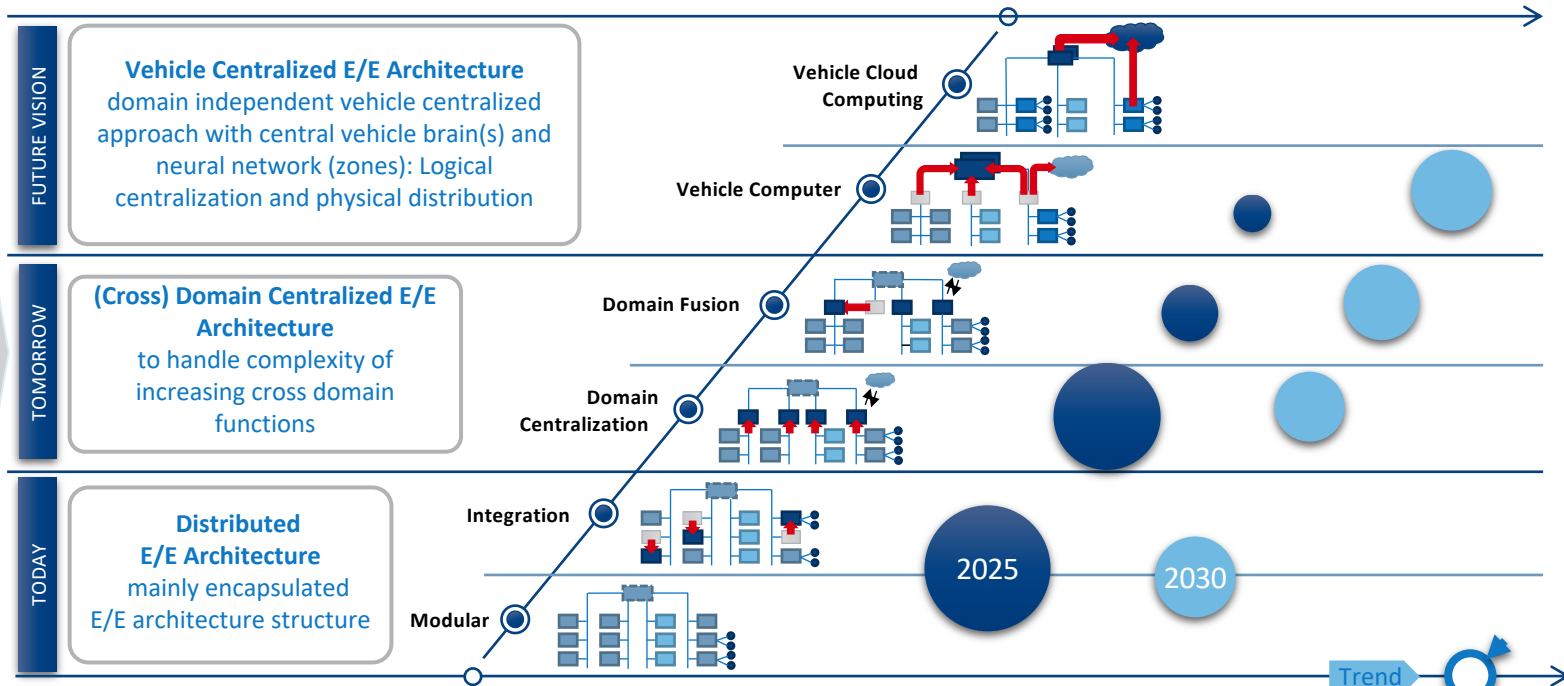 FUTURE VISION
Vehicle Centralized E/E Architecture
domain independent vehicle centralized
approach with central vehicle brain(s) and
neural network (zones): Logical
centralization and physical distribution
Vehicle Cloud
Computing
Vehicle Computer
TOMORROW
(Cross) Domain Centralized E/E
Architecture
to handle complexity of
increasing cross domain
functions
Domain Fusion
Domain
Centralization
TODAY
Distributed
E/E Architecture
mainly encapsulated
E/E architecture structure
Integration
Modular
2025
2030
Trend